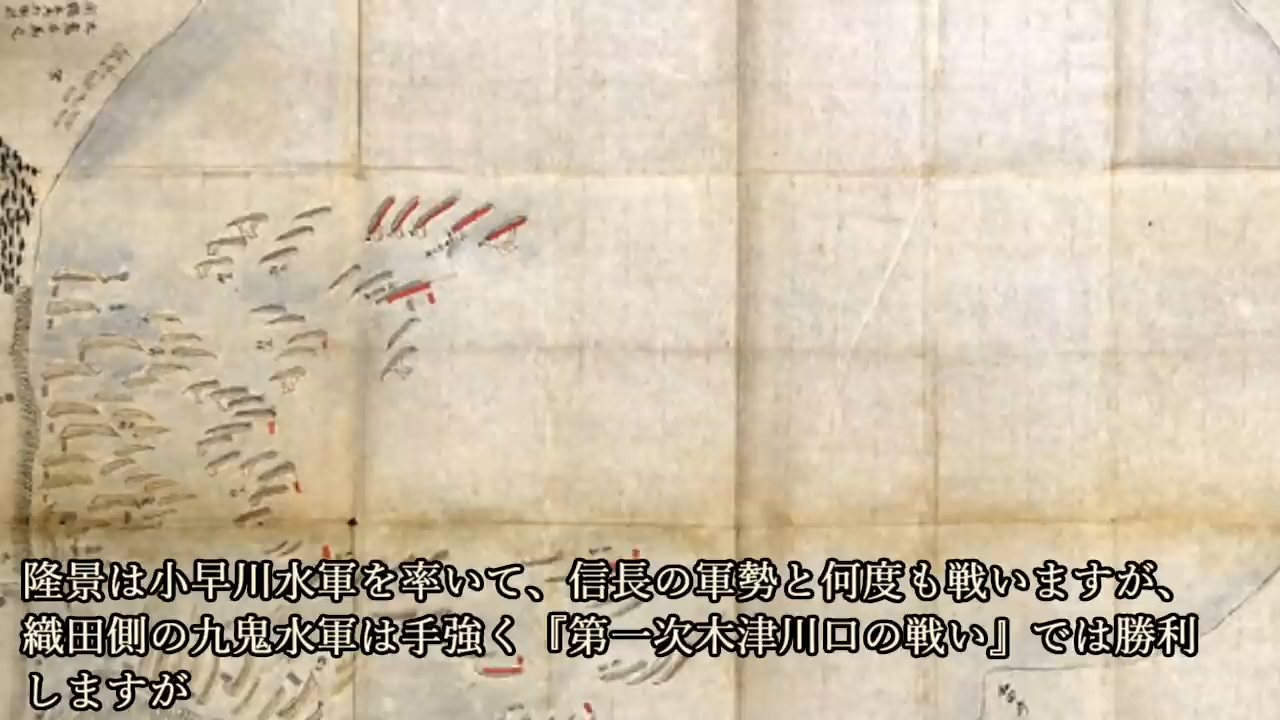 隆景は小早川水軍を率いて、信長の軍勢と何度も戦いますが、
織田側の九鬼水軍は手強く『第一次木津川口の戦い』では勝利
しますが